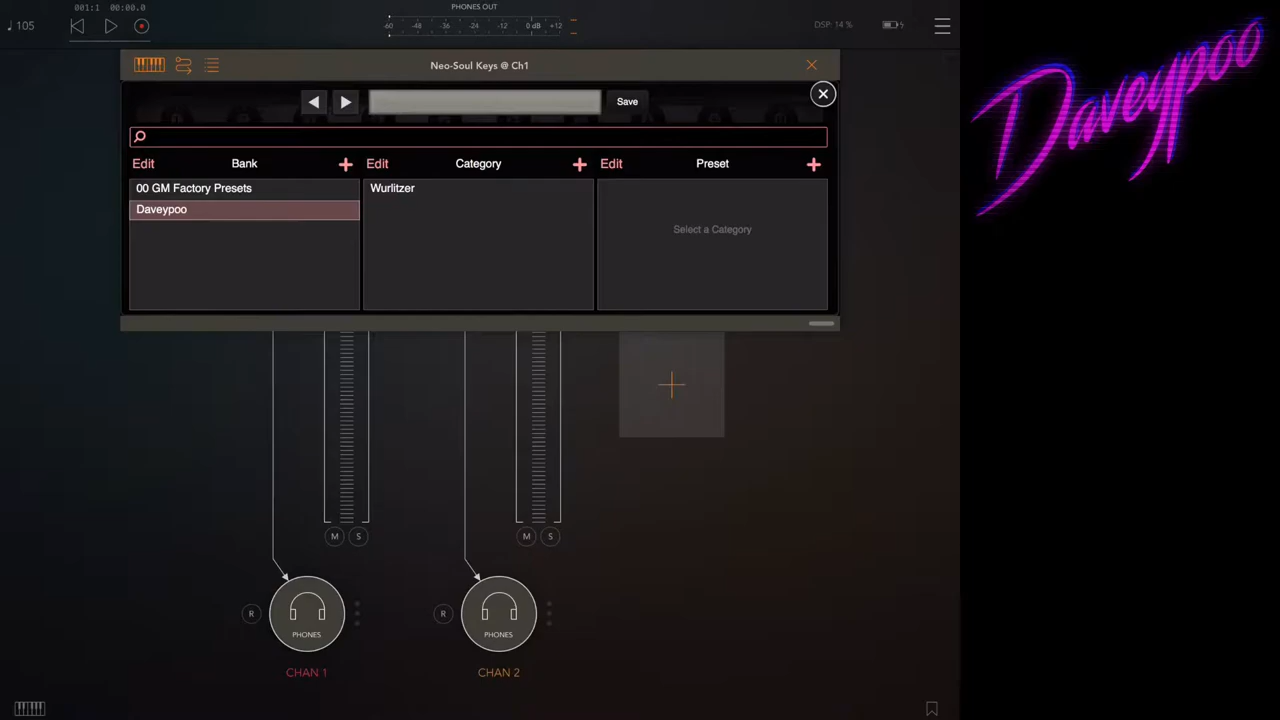 001:1 00:00.0
♩105
PHONES OUT
-60 -48 -36 -24 -12 0 dB +12
DSP: 14 %
Neo-Soul Keys @ Ch1
Save
Edit Bank + Edit Category + Edit Preset +
00 GM Factory Presets
Daveypoo
Wurlitzer
Select a Category
M S M S
R R
PHONES PHONES
CHAN 1 CHAN 2
Daveypoo